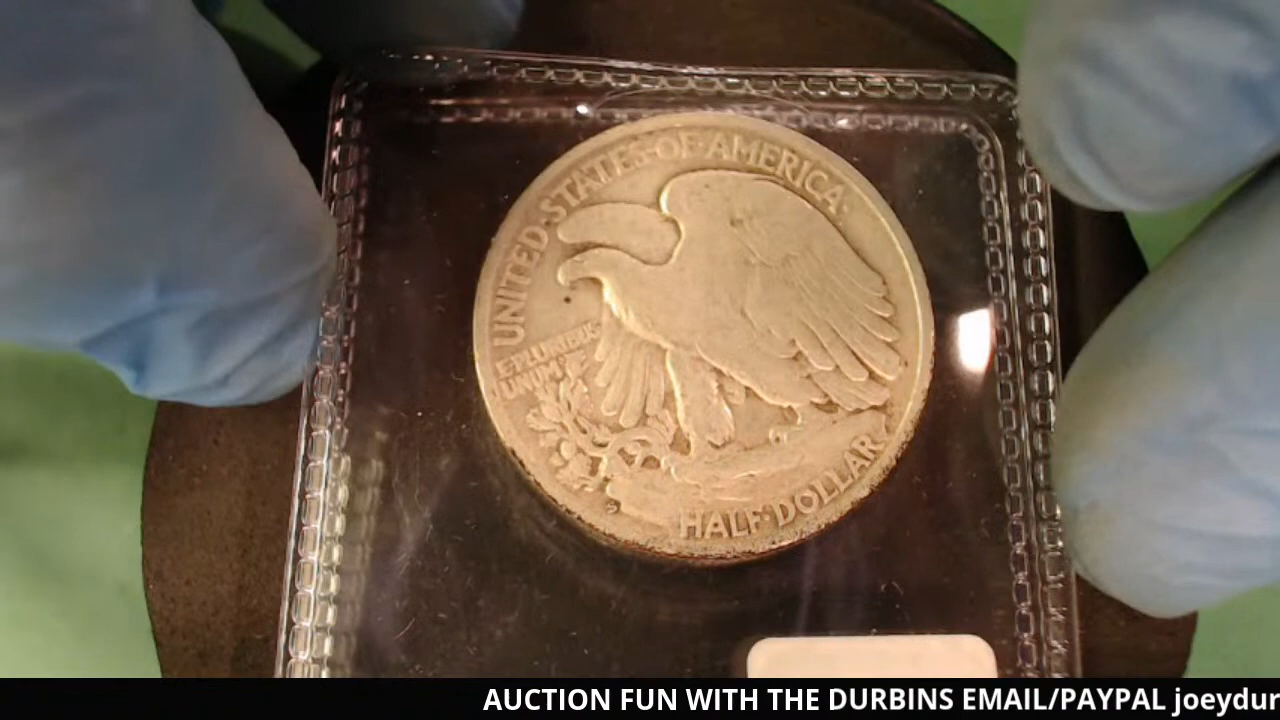 UNITED·STATES·OF·AMERICA
E·PLURIBUS·
UNUM
HALF·DOLLAR
AUCTION FUN WITH THE DURBINS EMAIL/PAYPAL joeydur